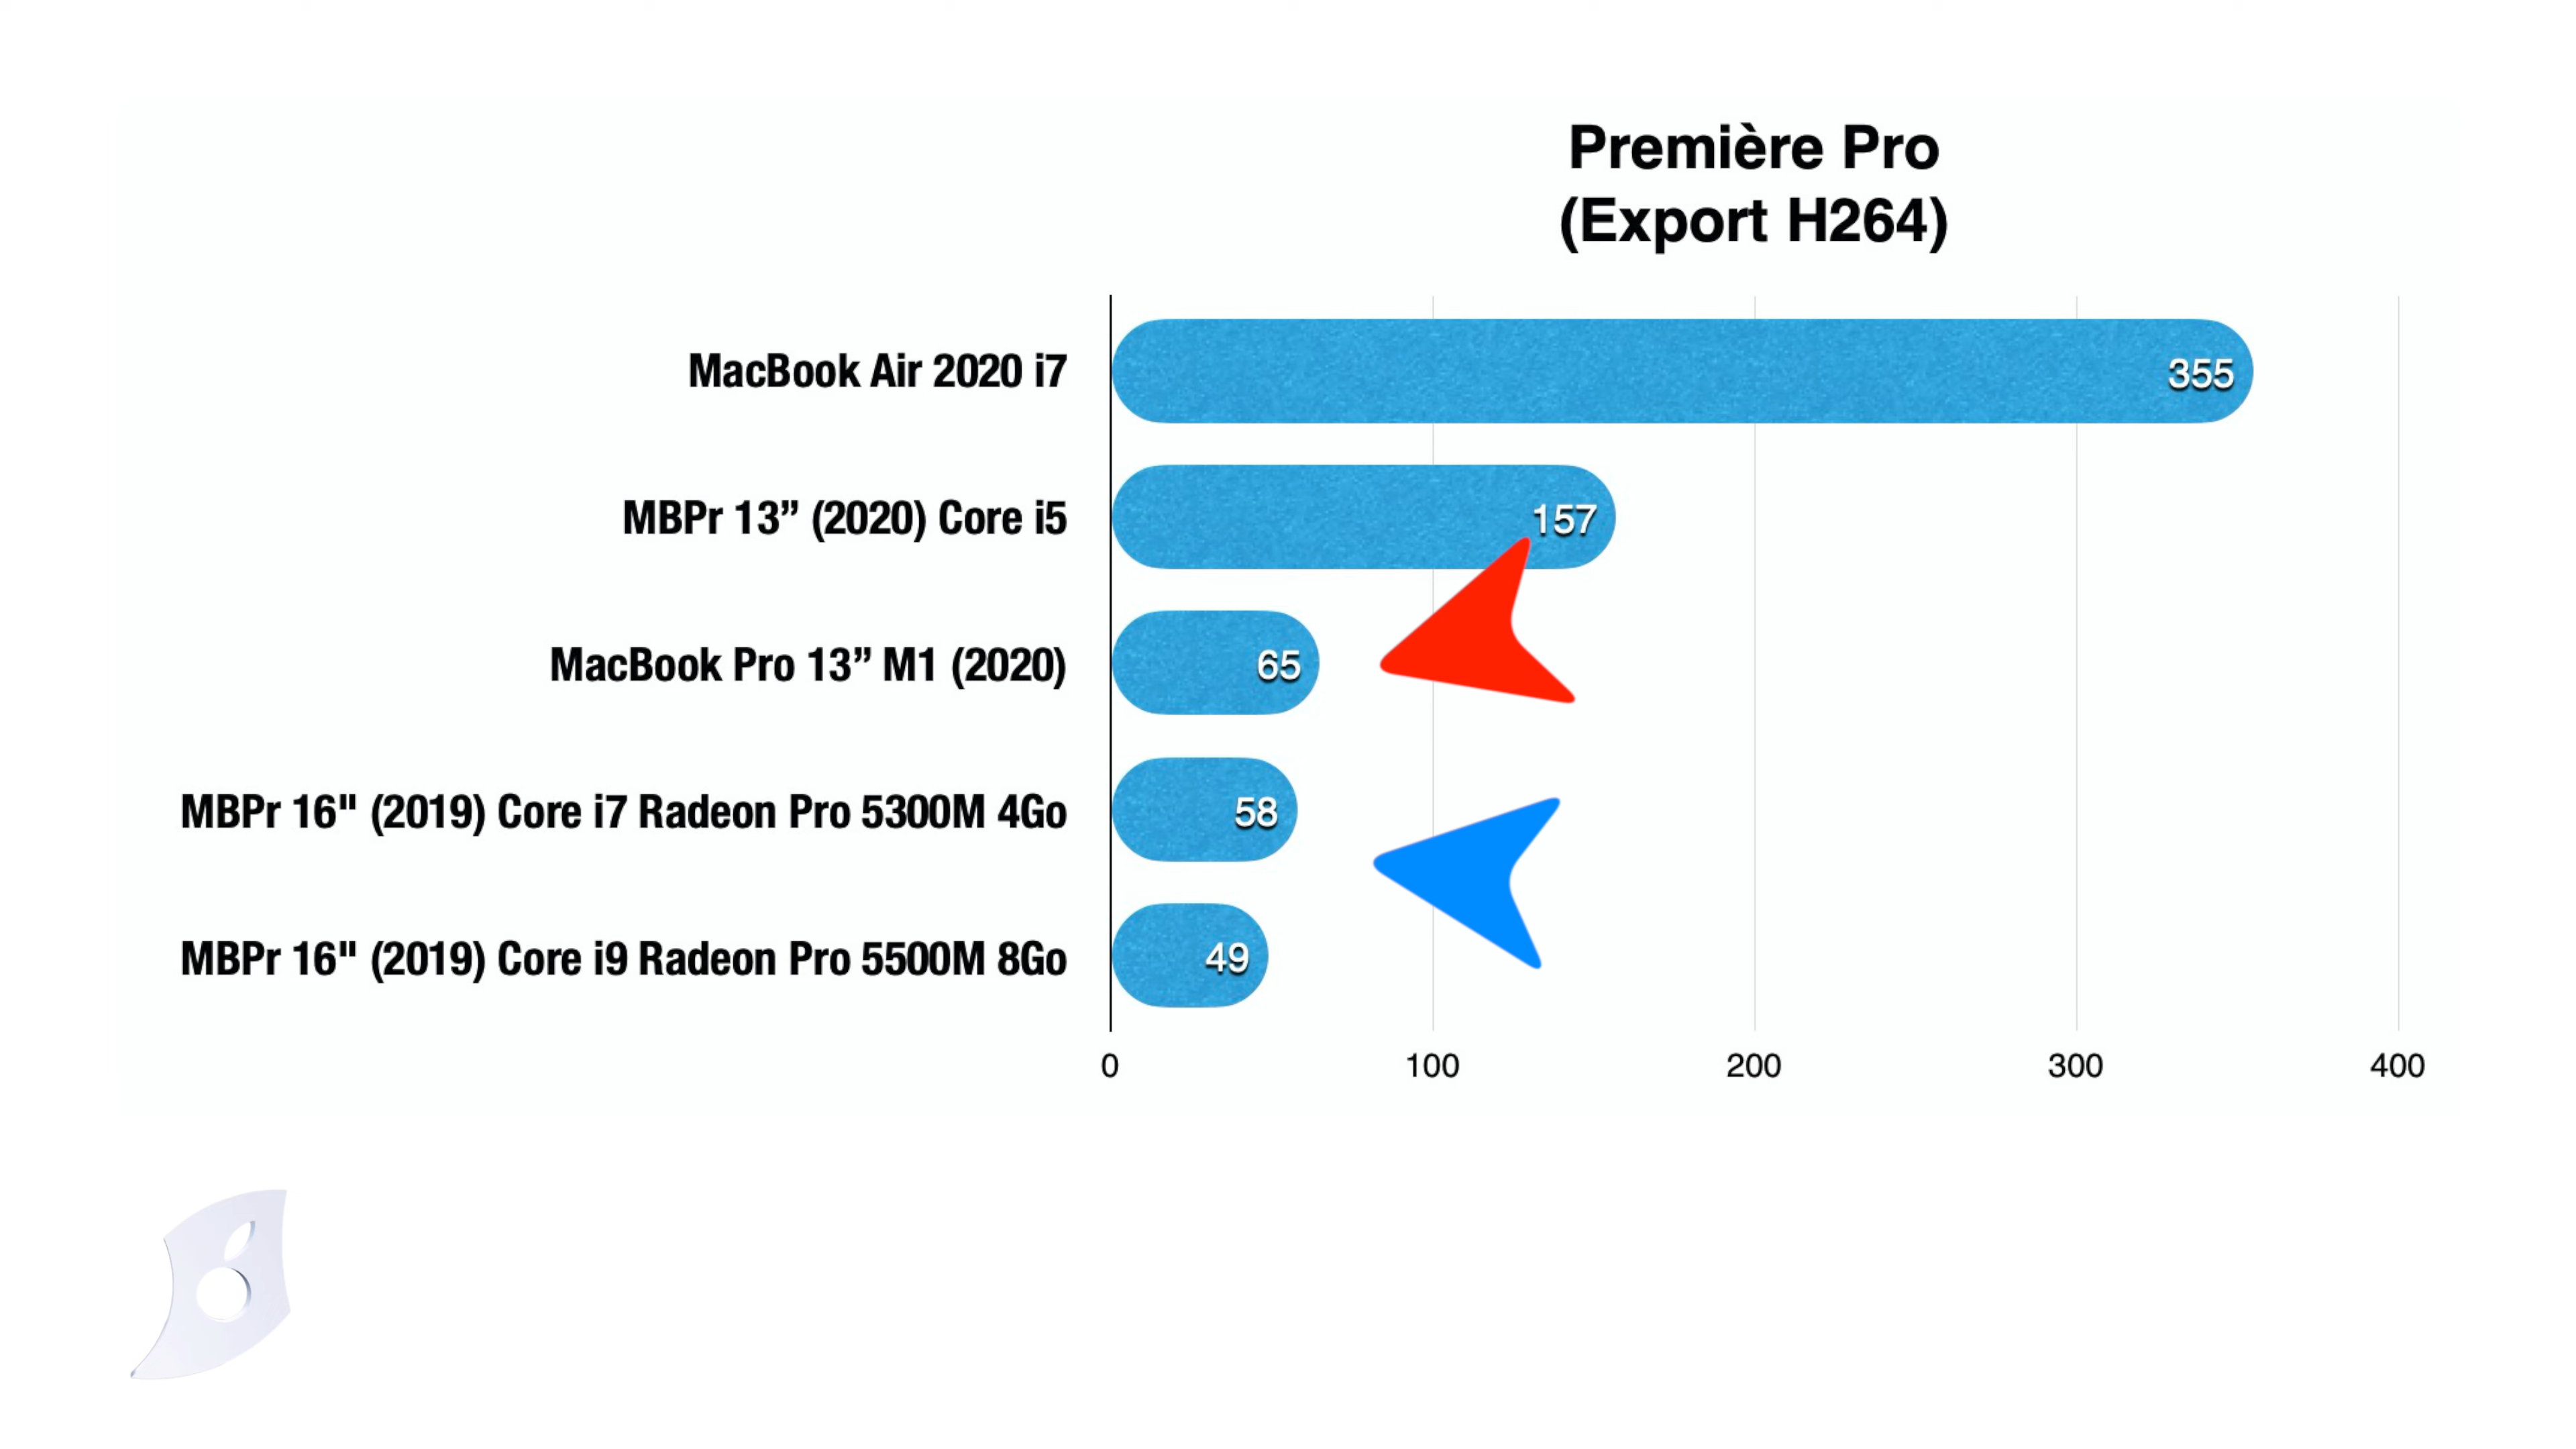 Première Pro
(Export H264)
MacBook Air 2020 i7
355
MBPr 13” (2020) Core i5
157
MacBook Pro 13” M1 (2020)
65
MBPr 16" (2019) Core i7 Radeon Pro 5300M 4Go
58
MBPr 16" (2019) Core i9 Radeon Pro 5500M 8Go
49
0 100 200 300 400